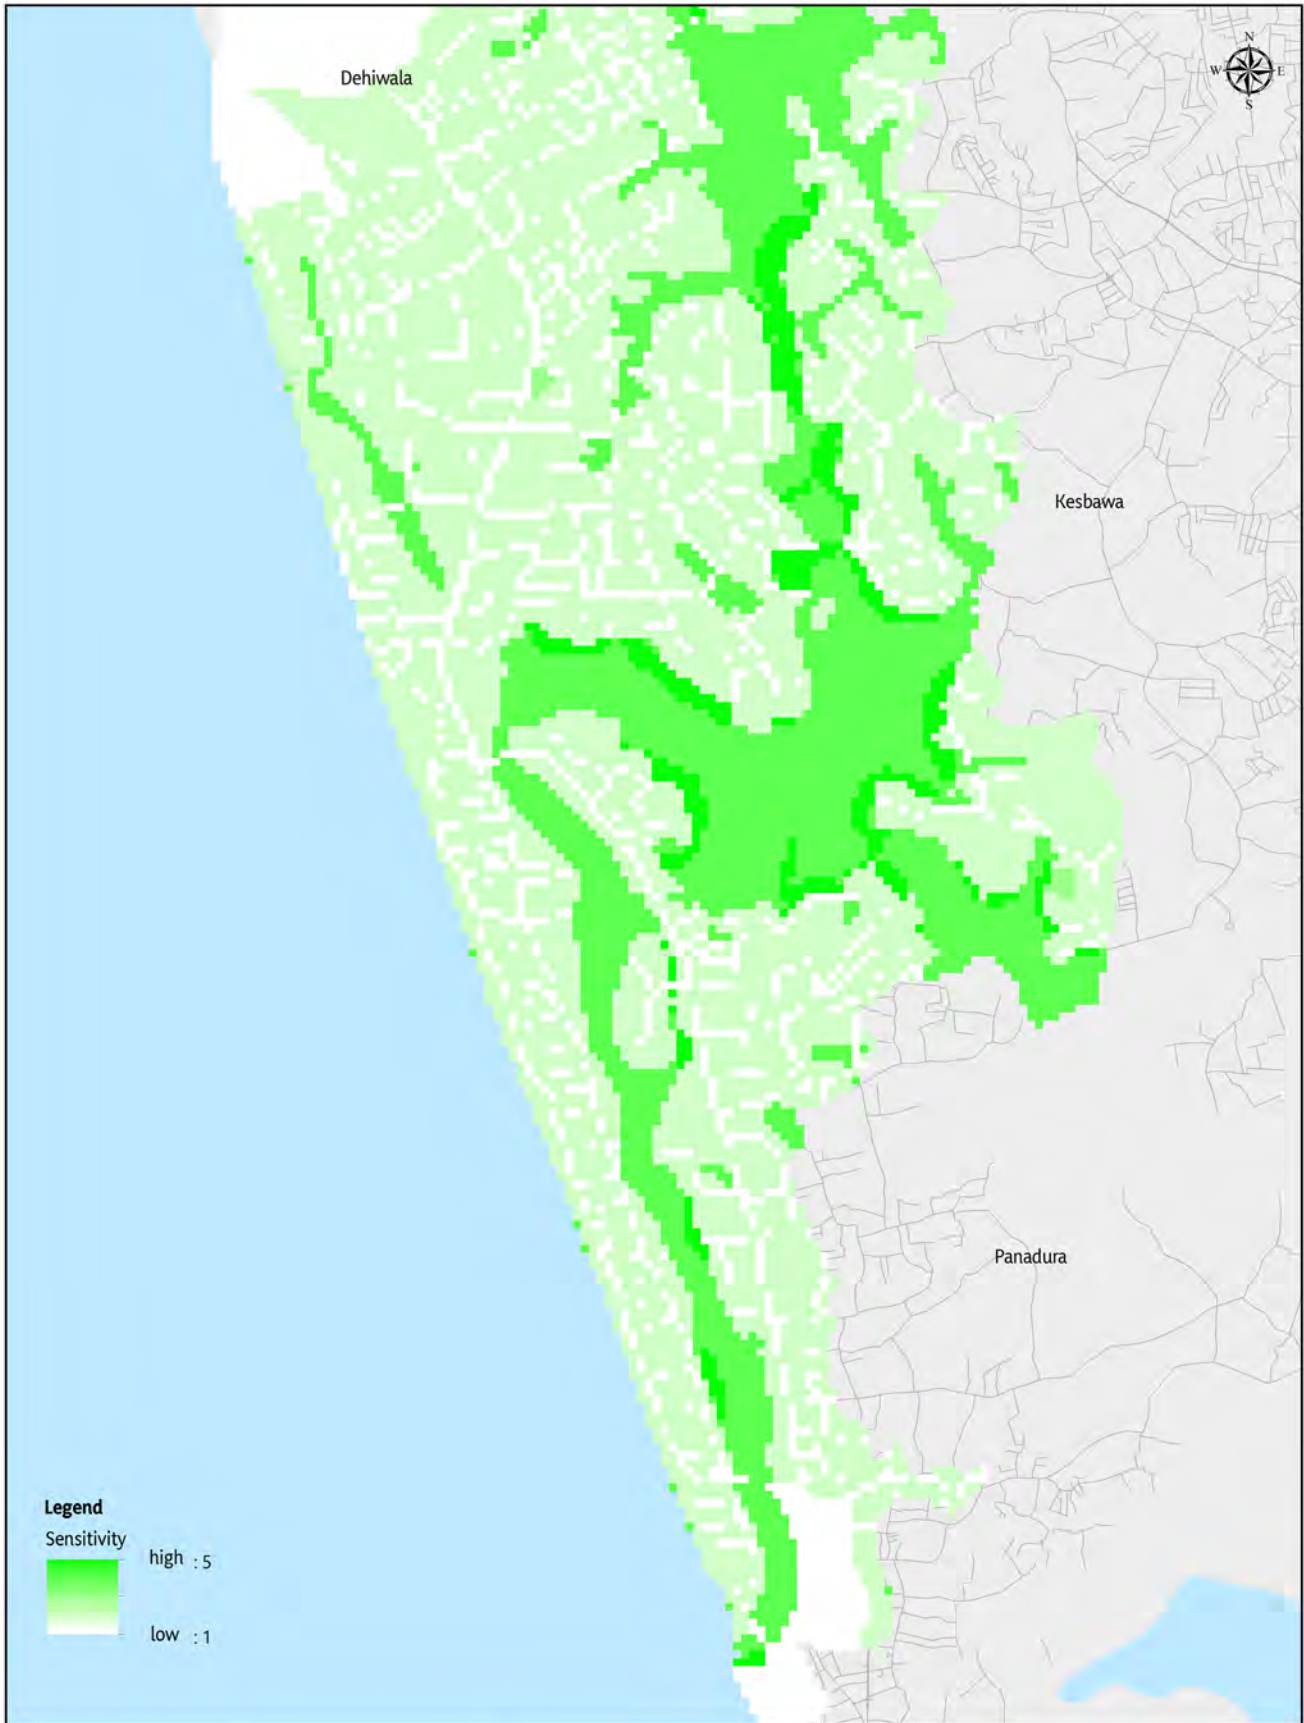 N
W E
S
Dehiwala
Kesbawa
Panadura
Legend
Sensitivity
high : 5
low : 1